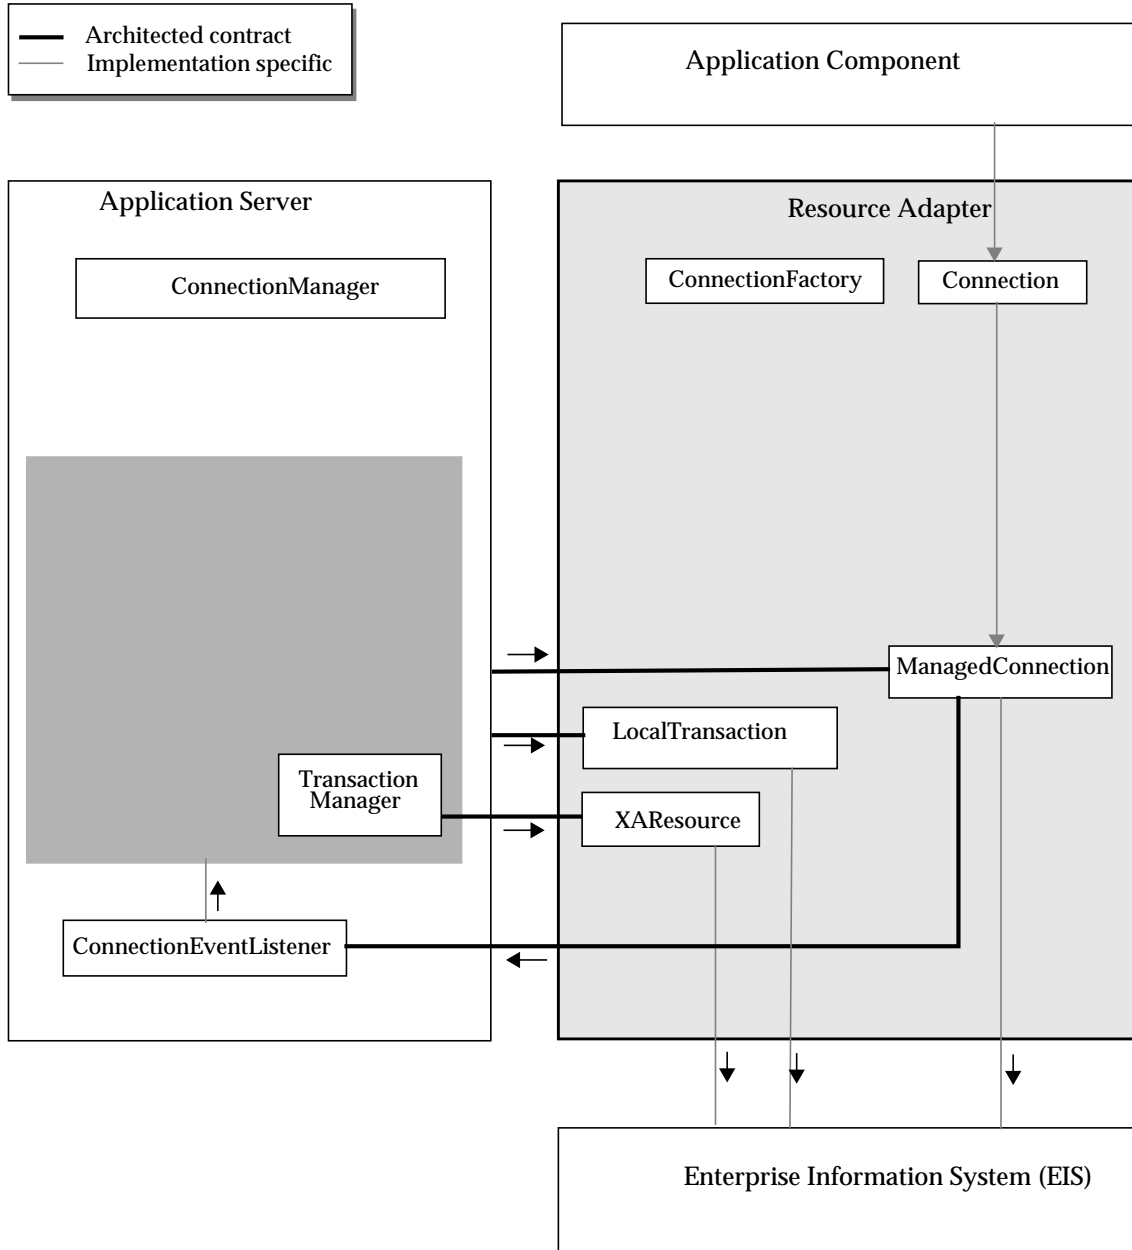 Architected contract
Implementation specific
Application Component
Application Server
Resource Adapter
ConnectionManager
ConnectionFactory
Connection
ManagedConnection
LocalTransaction
Transaction
Manager
XAResource
ConnectionEventListener
Enterprise Information System (EIS)